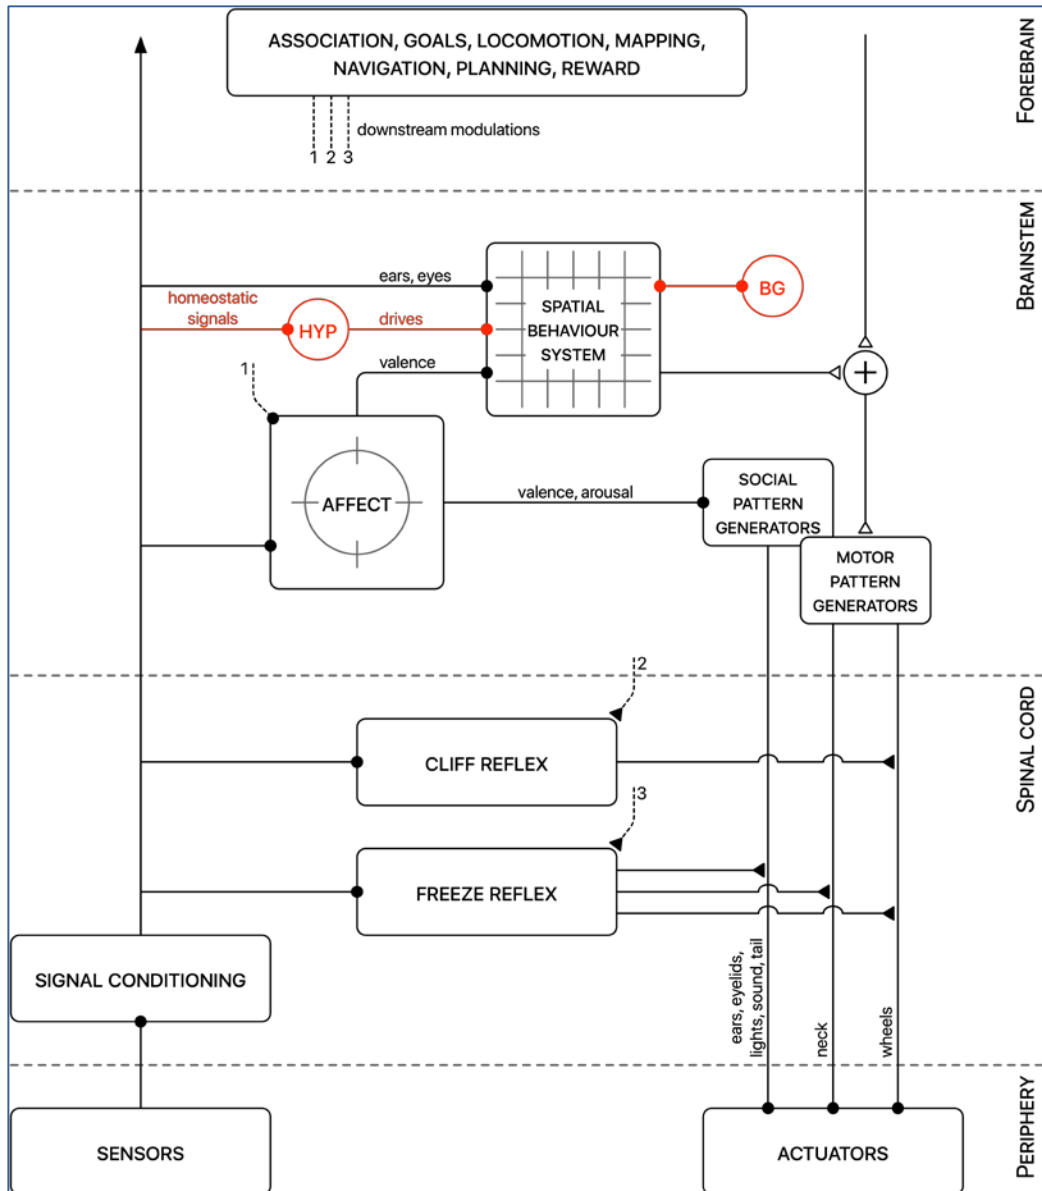 ASSOCIATION, GOALS, LOCOMOTION, MAPPING,
NAVIGATION, PLANNING, REWARD
downstream modulations
1 2 3
FOREBRAIN
BRAINSTEM
ears, eyes
homeostatic
signals
HYP
drives
valence
SPATIAL
BEHAVIOUR
SYSTEM
BG
+
1
AFFECT
valence, arousal
SOCIAL
PATTERN
GENERATORS
MOTOR
PATTERN
GENERATORS
2
CLIFF REFLEX
SPINAL CORD
3
FREEZE REFLEX
SIGNAL CONDITIONING
ears, eyelids,
lights, sound, tail
neck
wheels
SENSORS
ACTUATORS
PERIPHERY